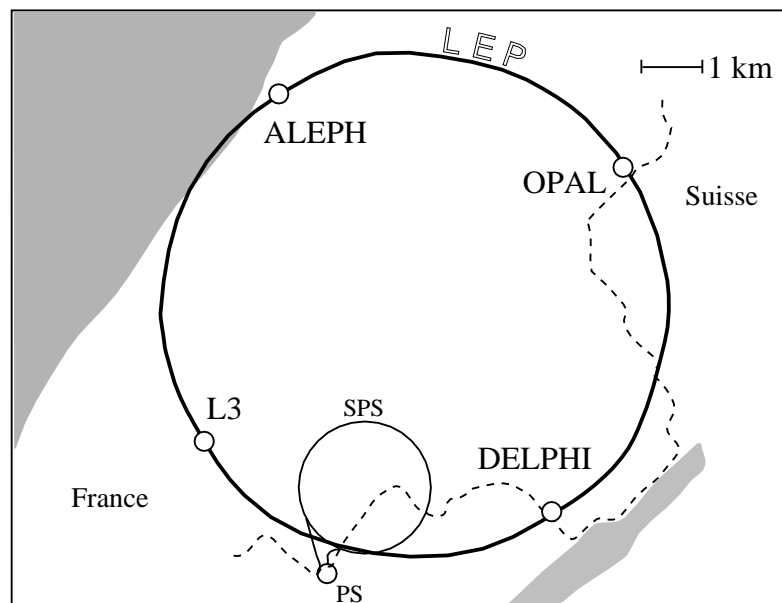 LEP
1 km
ALEPH
OPAL
Suisse
L3
SPS
DELPHI
France
PS